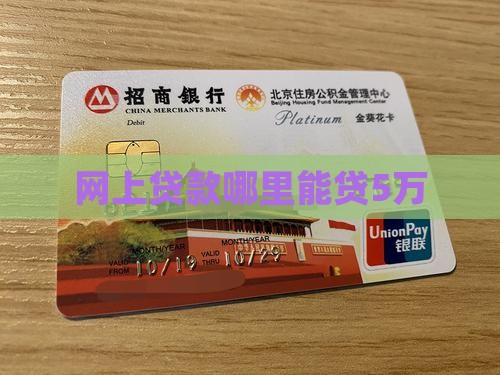 招商银行
CHINA MERCHANTS BANK
Debit
北京住房公积金管理中心
Beijing Housing Fund Management Center
Platinum 金葵花卡
网上贷款哪里能贷5万
MONTH/YEAR MONTH/YEAR
VALID FROM 10/19 VALID THRU 10/29
UnionPay
银联